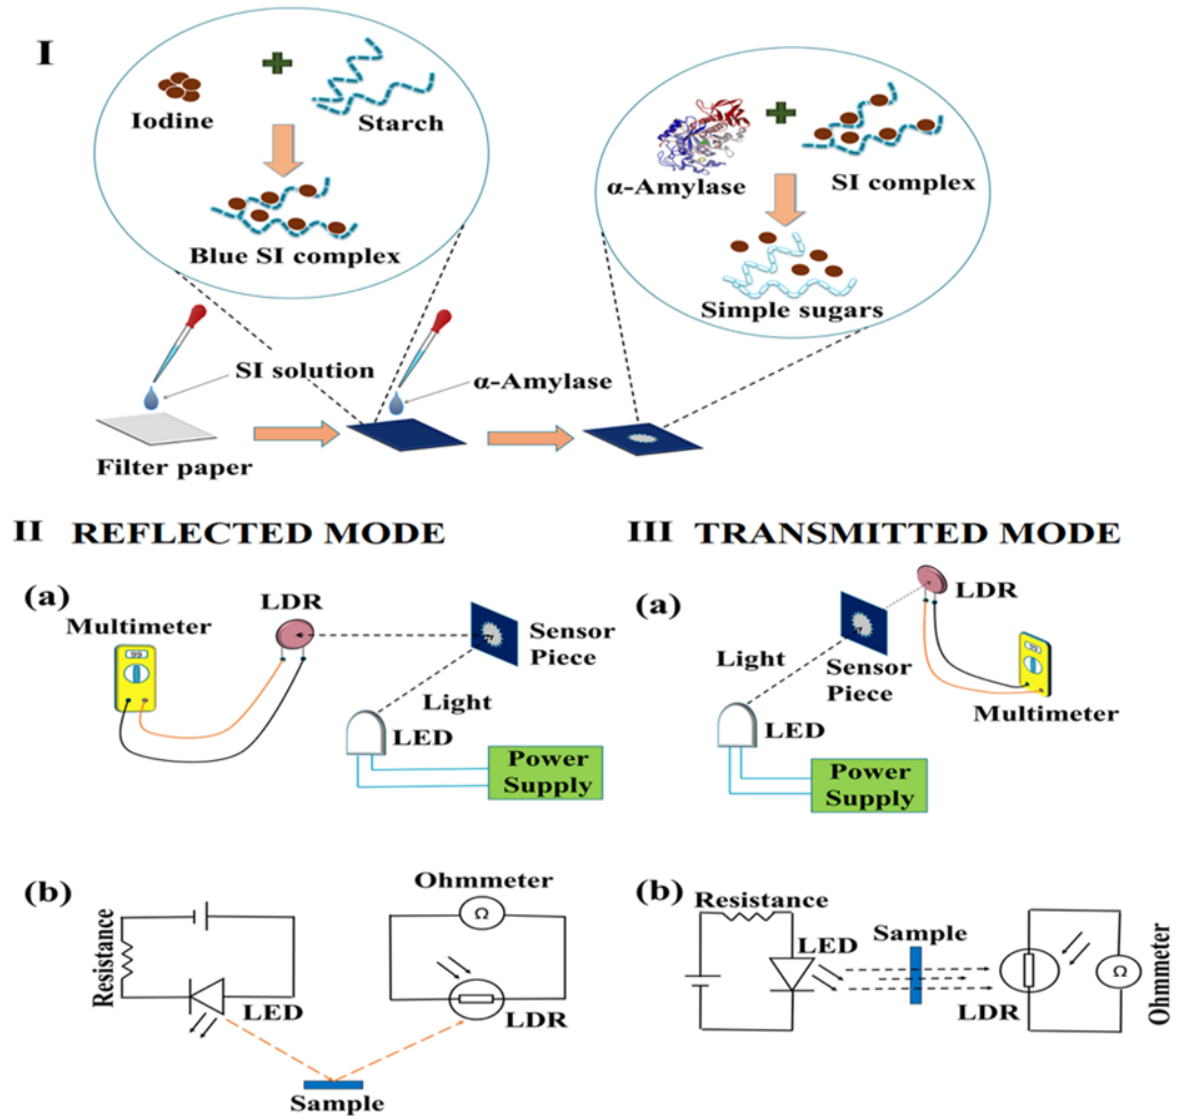 I
Iodine
Starch
Blue SI complex
α-Amylase
SI complex
Simple sugars
SI solution
α-Amylase
Filter paper
II REFLECTED MODE
(a)
Multimeter
LDR
99
Sensor
Piece
Light
LED
Power
Supply
(b)
Resistance
LED
Ohmmeter
Ω
LDR
Sample
III TRANSMITTED MODE
(a)
LDR
Light
Sensor
Piece
99
Multimeter
LED
Power
Supply
(b)
Resistance
LED
Sample
LDR
Ω
Ohmmeter